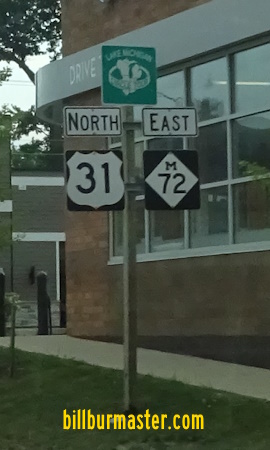 DRIVE
LAKE MICHIGAN
NORTH
EAST
31
M
72
billburmaster.com